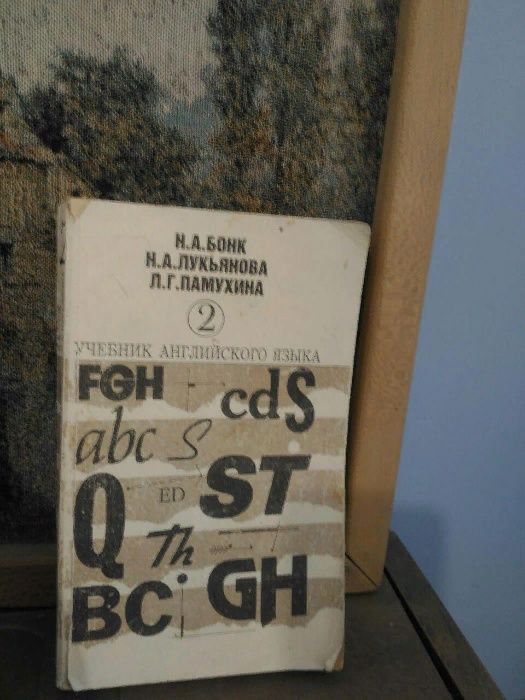 Н.А.БОНК
Н.А.ЛУКЬЯНОВА
Л.Г.ПАМУХИНА
2
УЧЕБНИК АНГЛИЙСКОГО ЯЗЫКА
FGH cdS
abc S
Q ED ST
Th
BC GH